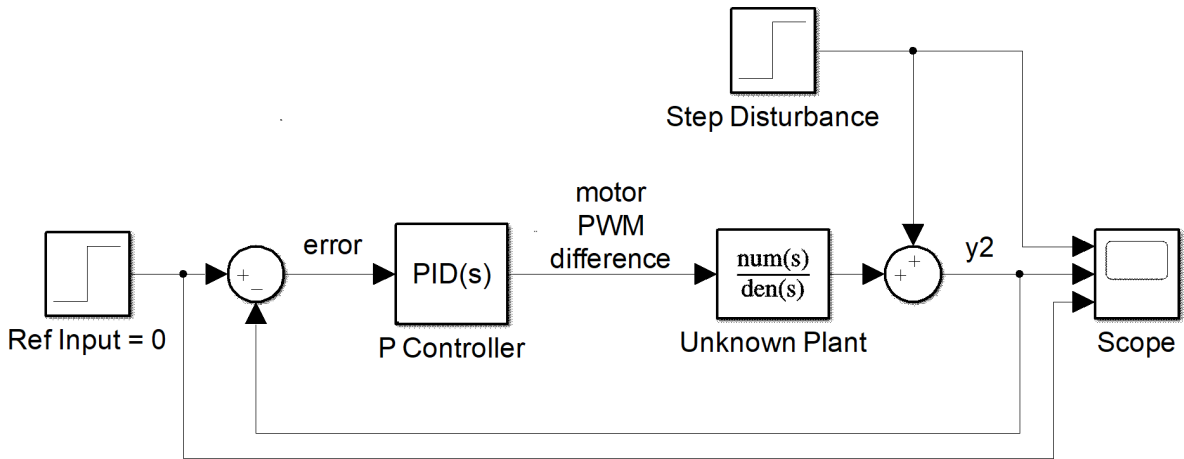 Step Disturbance
motor
PWM
difference
error
y2
+
+
+
−
PID(s)
num(s)
den(s)
Ref Input = 0
P Controller
Unknown Plant
Scope